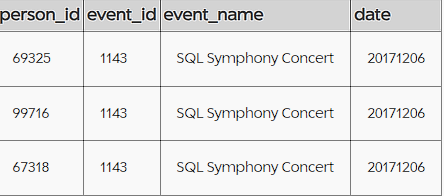 person_id event_id event_name date
69325 1143 SQL Symphony Concert 20171206
99716 1143 SQL Symphony Concert 20171206
67318 1143 SQL Symphony Concert 20171206